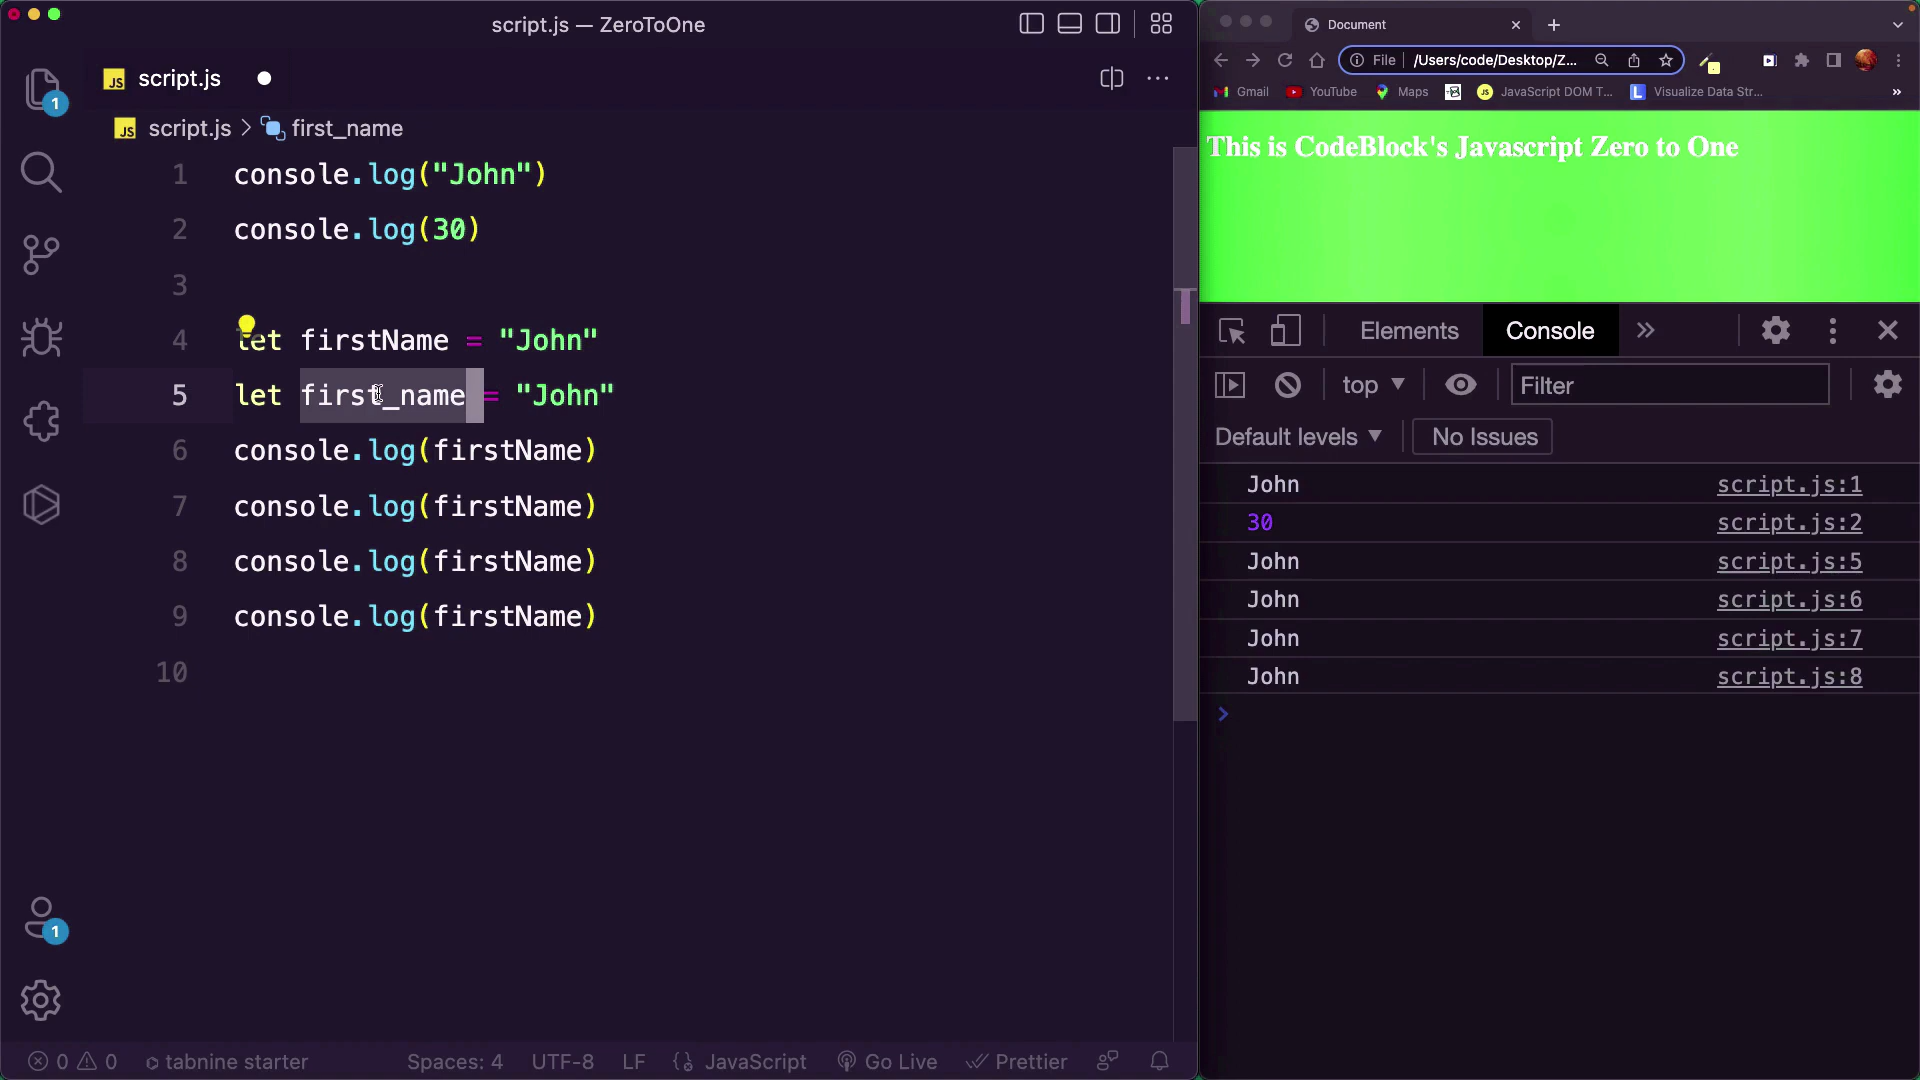 script.js — ZeroToOne
script.js
script.js > first_name
1 console.log("John")
2 console.log(30)
3
4 let firstName = "John"
5 let first_name = "John"
6 console.log(firstName)
7 console.log(firstName)
8 console.log(firstName)
9 console.log(firstName)
10
1
1
0 0 tabnine starter Spaces: 4 UTF-8 LF JavaScript Go Live Prettier
Document
File /Users/code/Desktop/Z...
Gmail YouTube Maps JavaScript DOM T... Visualize Data Str... »
This is CodeBlock's Javascript Zero to One
Elements Console »
top Filter
Default levels No Issues
John script.js:1
30 script.js:2
John script.js:5
John script.js:6
John script.js:7
John script.js:8
>